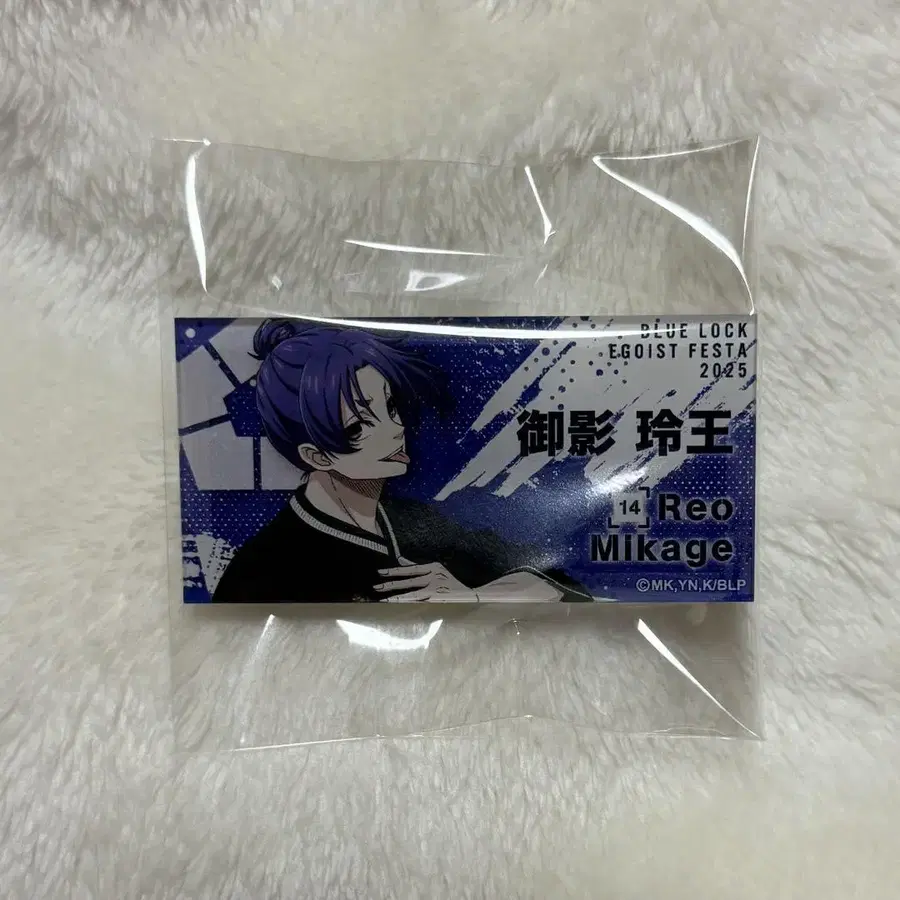 BLUE LOCK
EGOIST FESTA
2025
御影 玲王
14 Reo
Mikage
©MK,YN,K/BLP